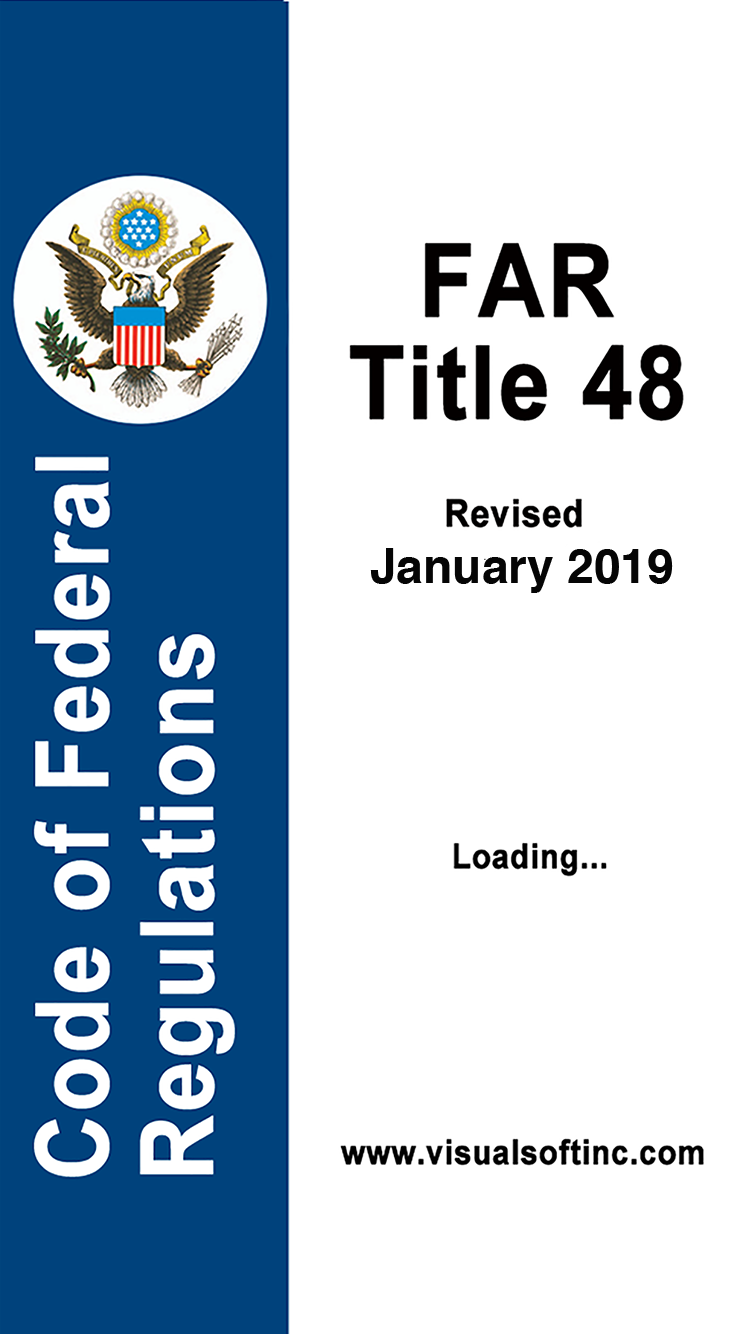 Code of Federal
Regulations
FAR
Title 48
Revised
January 2019
Loading...
www.visualsoftinc.com